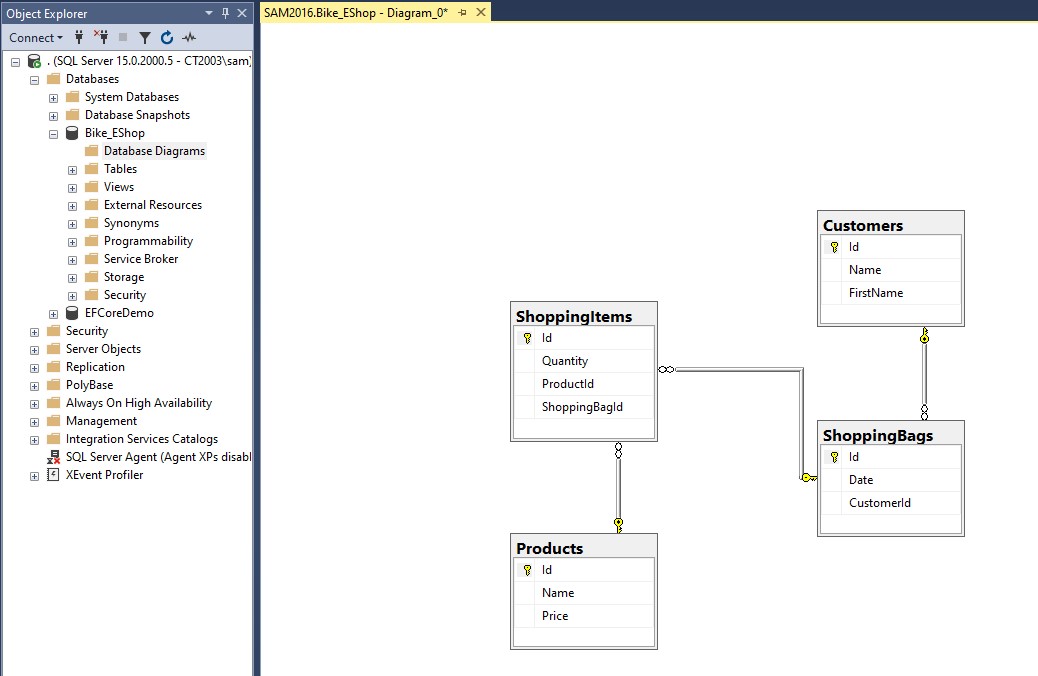 Object Explorer
Connect
. (SQL Server 15.0.2000.5 - CT2003\sam)
Databases
System Databases
Database Snapshots
Bike_EShop
Database Diagrams
Tables
Views
External Resources
Synonyms
Programmability
Service Broker
Storage
Security
EFCoreDemo
Security
Server Objects
Replication
PolyBase
Always On High Availability
Management
Integration Services Catalogs
SQL Server Agent (Agent XPs disabl
XEvent Profiler
SAM2016.Bike_EShop - Diagram_0*
Customers
Id
Name
FirstName
ShoppingItems
Id
Quantity
ProductId
ShoppingBagId
ShoppingBags
Id
Date
CustomerId
Products
Id
Name
Price